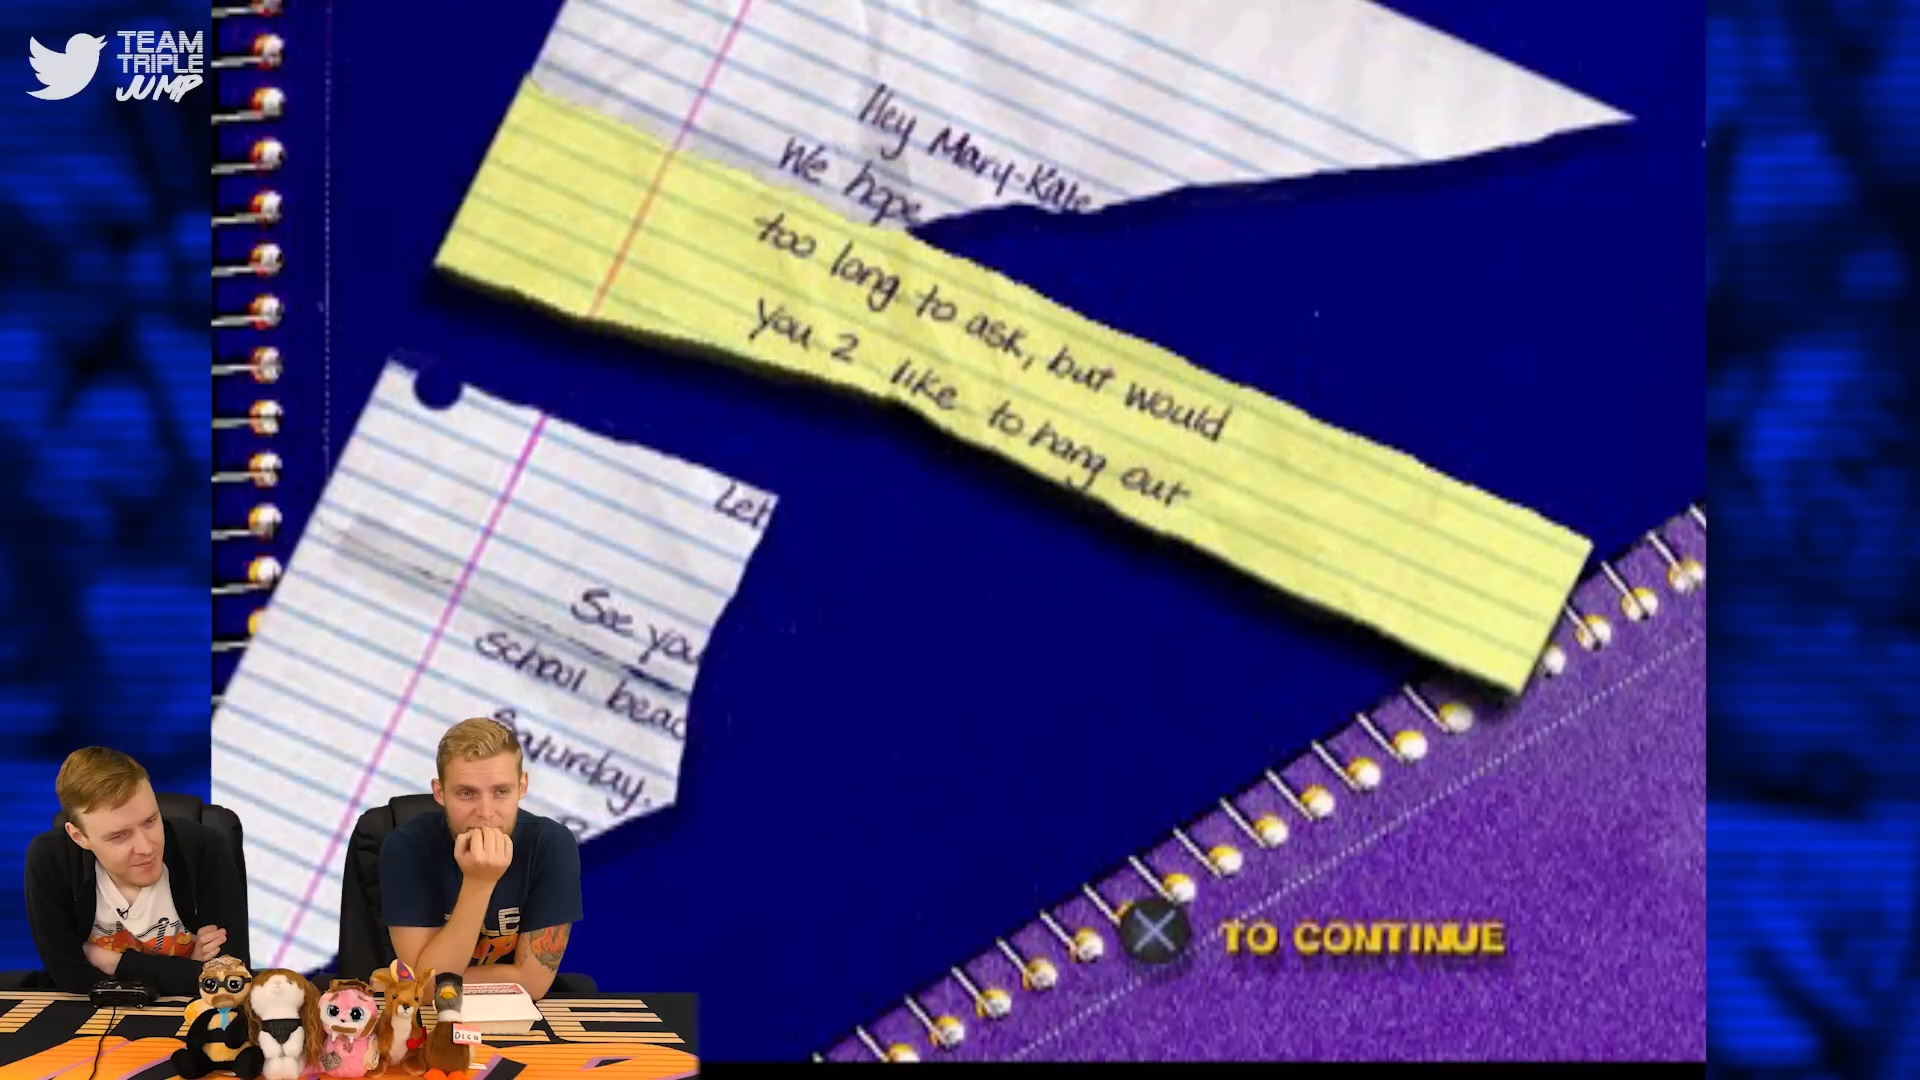 TEAM
TRIPLE
JUMP
Hey Mary-Kate
We hope
too long to ask, but would
you 2 like to hang out
Let
See you
school beac
Saturday.
TO CONTINUE
DICK